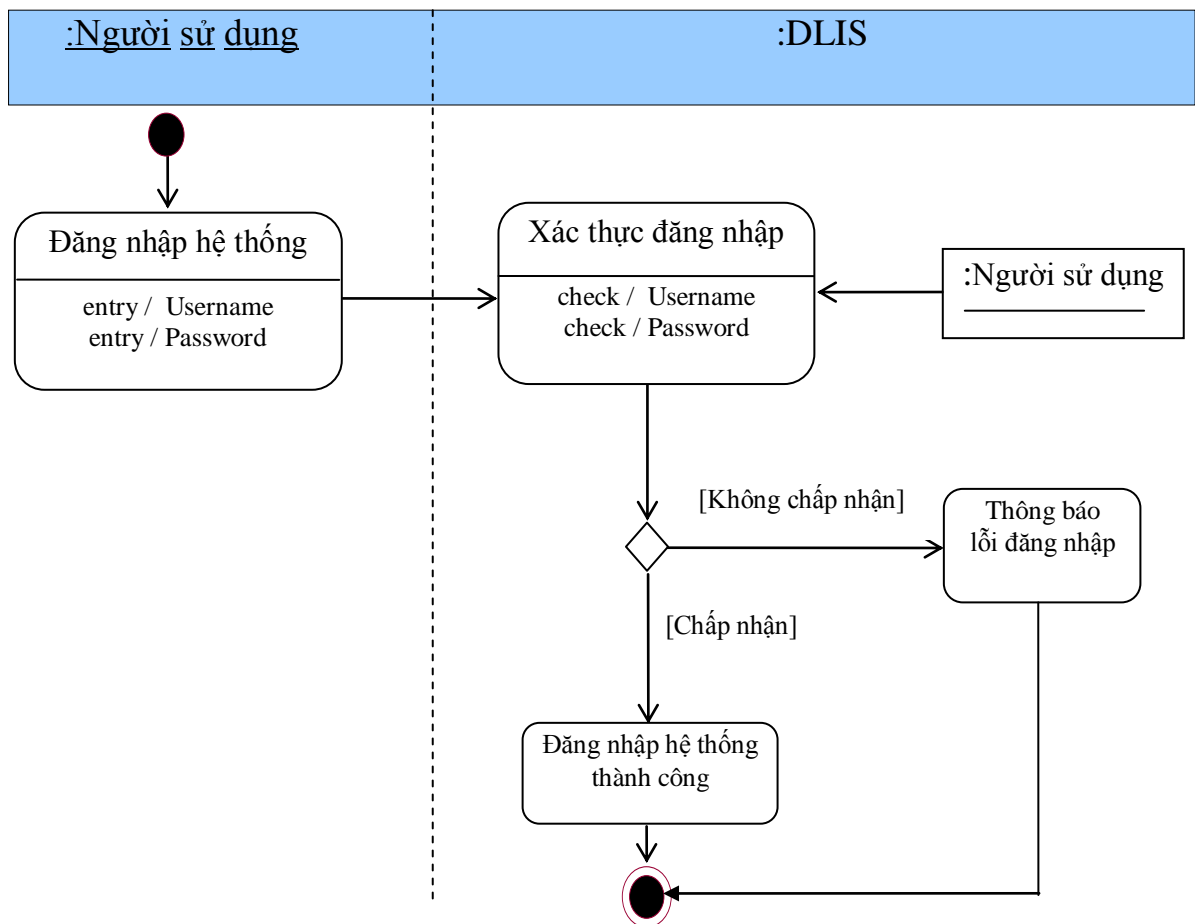 :Người sử dụng
:DLIS
Đăng nhập hệ thống
entry / Username
entry / Password
Xác thực đăng nhập
check / Username
check / Password
:Người sử dụng
[Không chấp nhận]
Thông báo
lỗi đăng nhập
[Chấp nhận]
Đăng nhập hệ thống
thành công